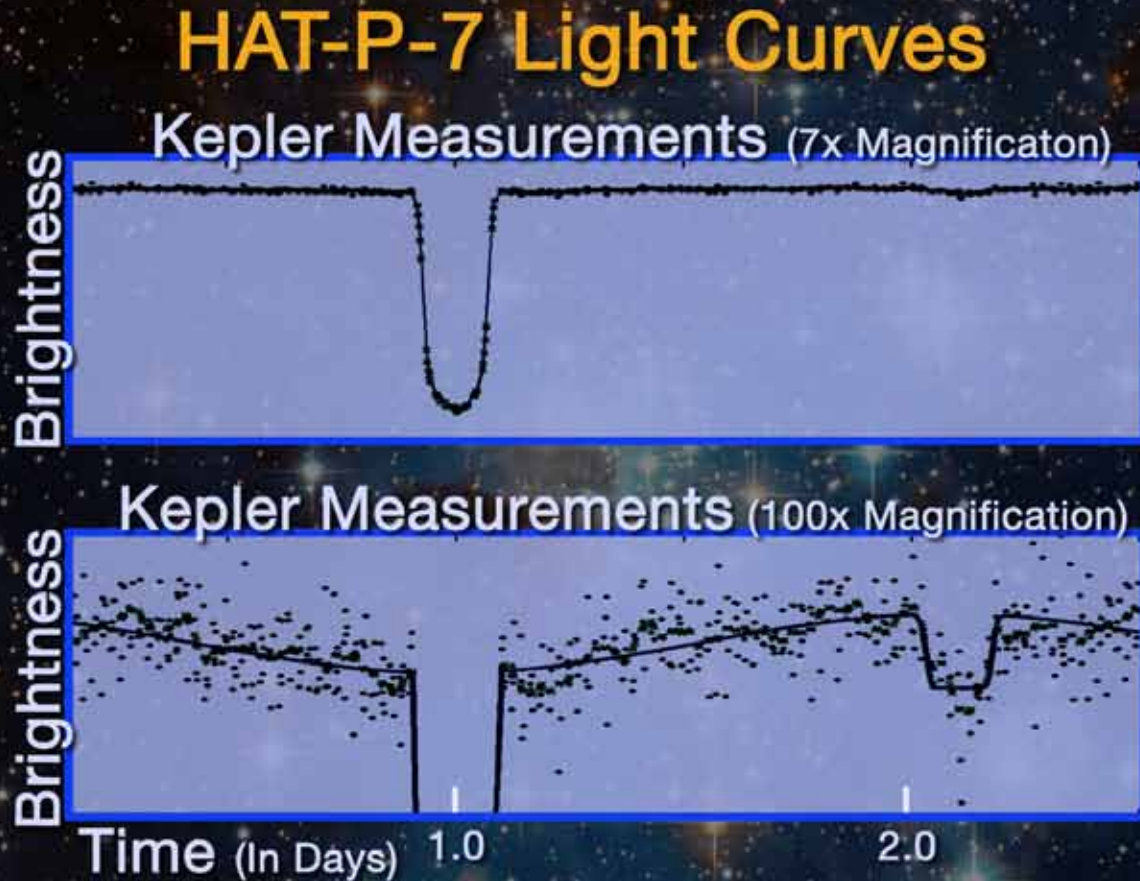 HAT-P-7 Light Curves
Kepler Measurements (7x Magnificaton)
Brightness
Kepler Measurements (100x Magnification)
Brightness
Time (In Days) 1.0 2.0